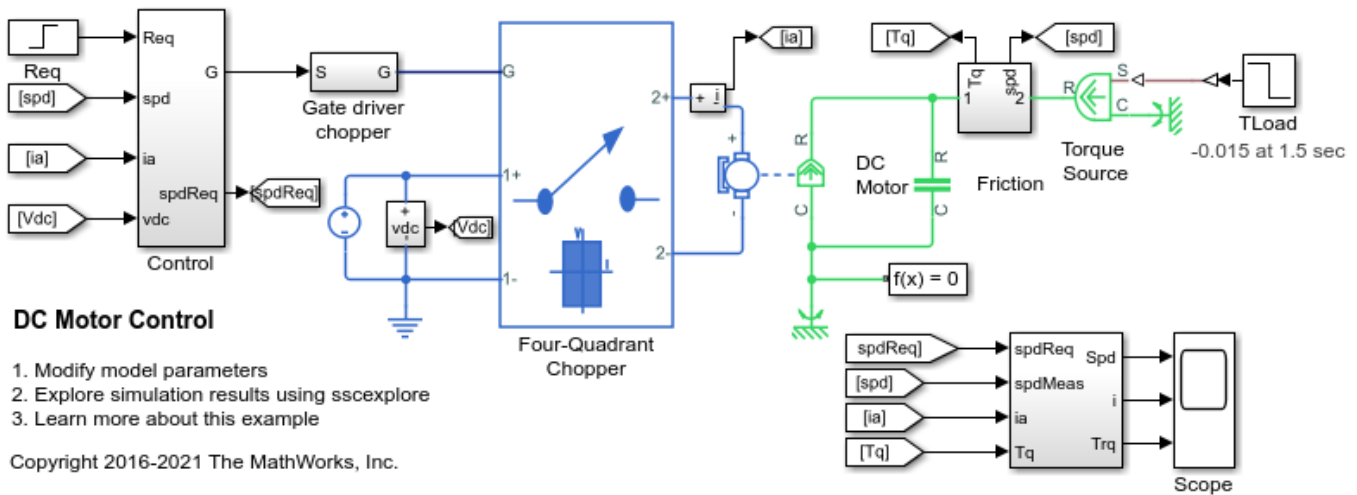 Req
[spd]
[ia]
[Vdc]
Req
spd
ia
vdc
G
spdReq
Control
[spdReq]
S
G
Gate driver
chopper
+
vdc
-
[Vdc]
G
1+
1-
2+
2-
V
I
Four-Quadrant
Chopper
+ i
[ia]
+
-
R
C
DC
Motor
R
C
f(x) = 0
[Tq]
[spd]
Tq
spd
1
2
Friction
R
S
C
Torque
Source
TLoad
-0.015 at 1.5 sec
DC Motor Control
1. Modify model parameters
2. Explore simulation results using sscexplore
3. Learn more about this example
Copyright 2016-2021 The MathWorks, Inc.
spdReq]
[spd]
[ia]
[Tq]
spdReq
spdMeas
ia
Tq
Spd
i
Trq
Scope